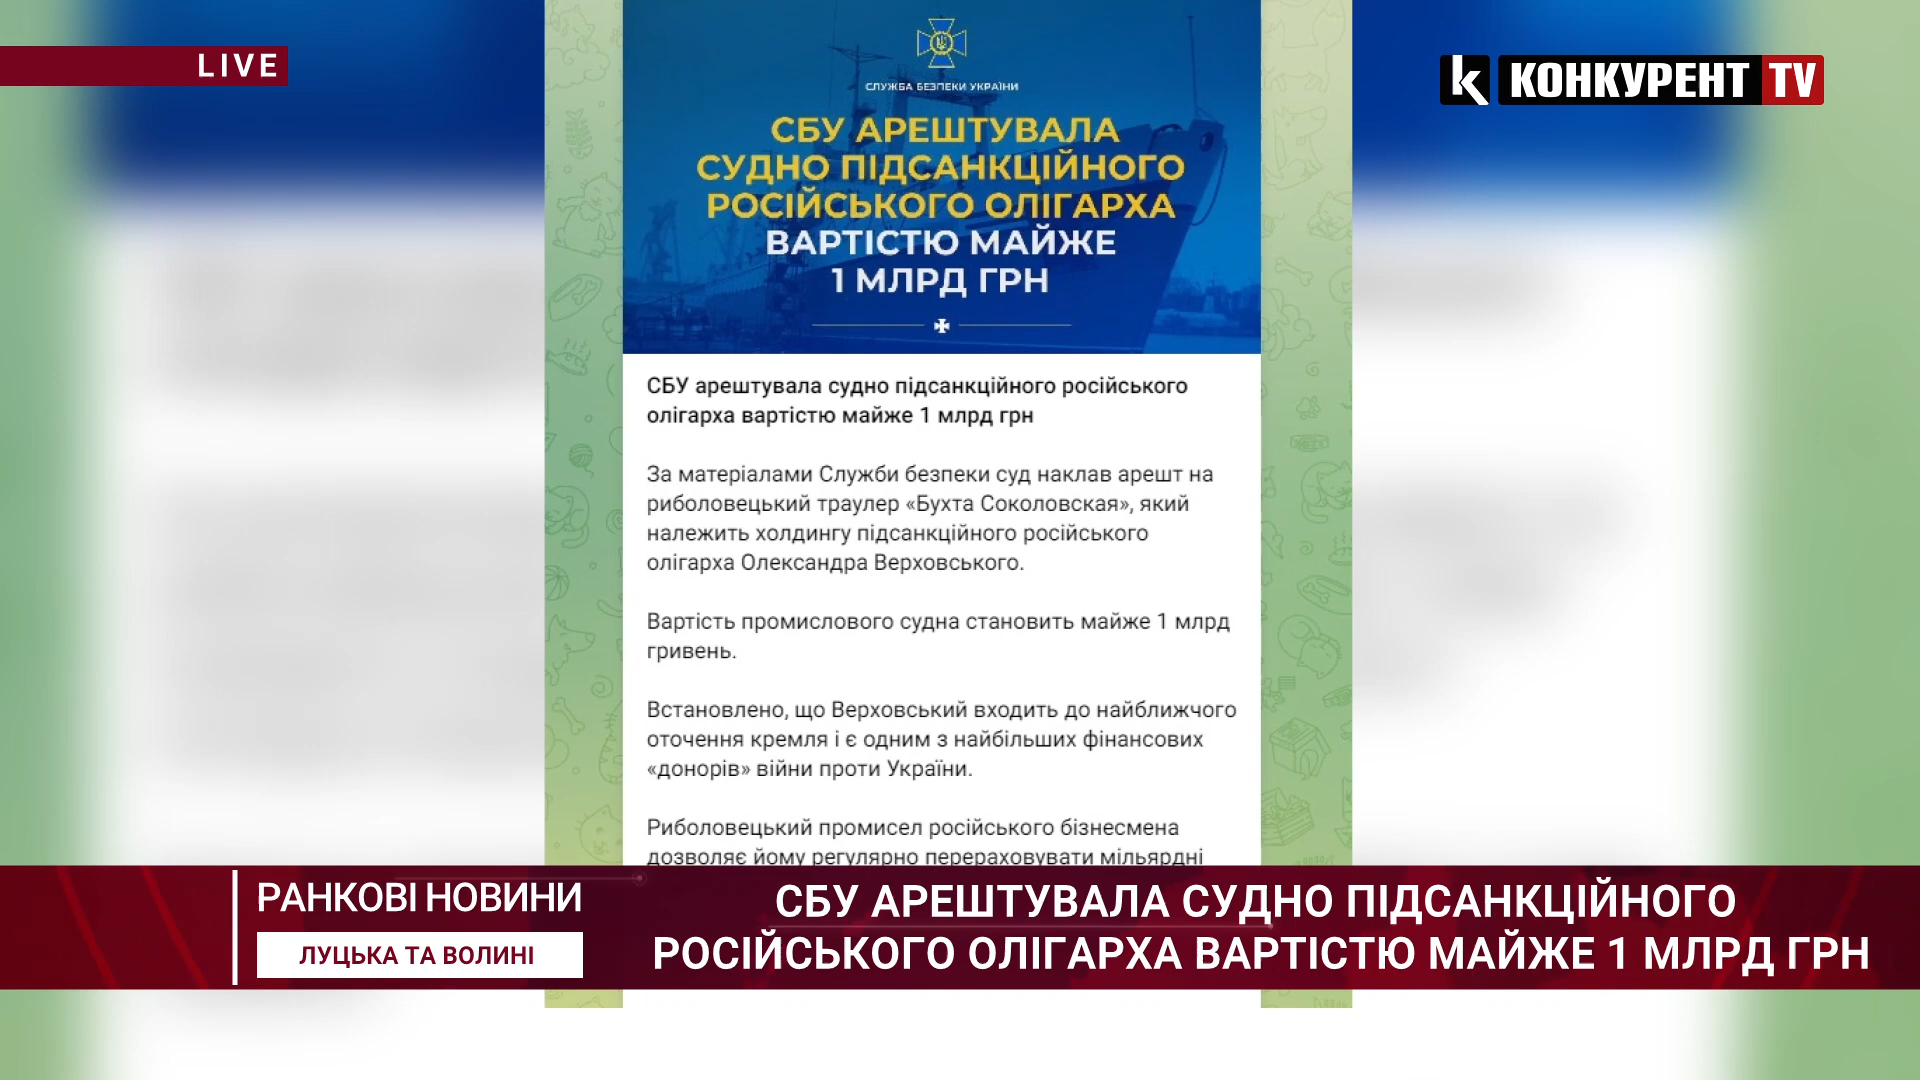 LIVE
k КОНКУРЕНТ TV
СЛУЖБА БЕЗПЕКИ УКРАЇНИ
СБУ АРЕШТУВАЛА
СУДНО ПІДСАНКЦІЙНОГО
РОСІЙСЬКОГО ОЛІГАРХА
ВАРТІСТЮ МАЙЖЕ
1 МЛРД ГРН
СБУ арештувала судно підсанкційного російського
олігарха вартістю майже 1 млрд грн
За матеріалами Служби безпеки суд наклав арешт на
риболовецький траулер «Бухта Соколовская», який
належить холдингу підсанкційного російського
олігарха Олександра Верховського.
Вартість промислового судна становить майже 1 млрд
гривень.
Встановлено, що Верховський входить до найближчого
оточення кремля і є одним з найбільших фінансових
«донорів» війни проти України.
Риболовецький промисел російського бізнесмена
дозволяє йому регулярно перераховувати мільярдні
РАНКОВІ НОВИНИ
ЛУЦЬКА ТА ВОЛИНІ
СБУ АРЕШТУВАЛА СУДНО ПІДСАНКЦІЙНОГО
РОСІЙСЬКОГО ОЛІГАРХА ВАРТІСТЮ МАЙЖЕ 1 МЛРД ГРН